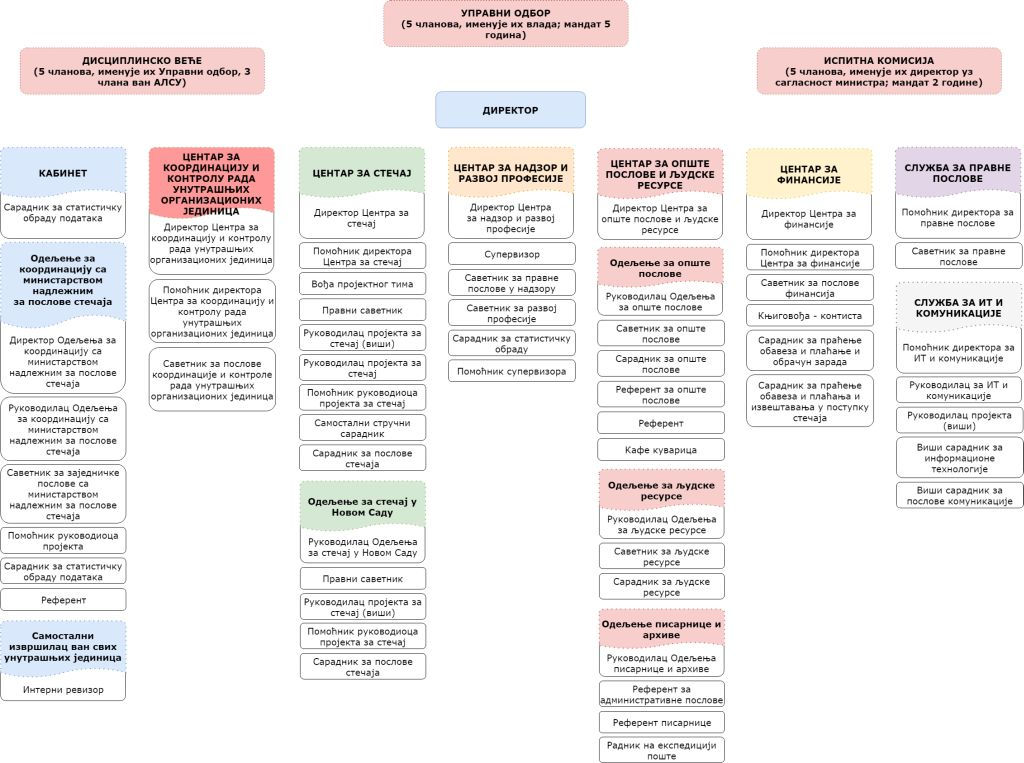 УПРАВНИ ОДБОР
(5 чланова, именује их влада; мандат 5
година)
ДИСЦИПЛИНСКО ВЕЋЕ
(5 чланова, именује их Управни одбор, 3
члана ван АЛСУ)
ИСПИТНА КОМИСИЈА
(5 чланова, именује их директор уз
сагласност министра; мандат 2 године)
ДИРЕКТОР
КАБИНЕТ
Сарадник за статистичку
обраду података
Одељење за
координацију са
министарством
надлежним
за послове стечаја
Директор Одељења за
координацију са
министарством
надлежним за послове
стечаја
Руководилац Одељења
за координацију са
министарством
надлежним за послове
стечаја
Саветник за заједничке
послове са
министарством
надлежним за послове
стечаја
Помоћник руководиоца
пројекта
Сарадник за статистичку
обраду података
Референт
Самостални
извршилац ван свих
унутрашњих јединица
Интерни ревизор
ЦЕНТАР ЗА
КООРДИНАЦИЈУ И
КОНТРОЛУ РАДА
УНУТРАШЊИХ
ОРГАНИЗАЦИОНИХ
ЈЕДИНИЦА
Директор Центра за
координацију и контролу
рада унутрашњих
организационих јединица
Помоћник директора
Центра за координацију и
контролу рада
унутрашњих
организационих јединица
Саветник за послове
координације и контроле
рада унутрашњих
организационих јединица
ЦЕНТАР ЗА СТЕЧАЈ
Директор Центра за
стечај
Помоћник директора
Центра за стечај
Вођа пројектног тима
Правни саветник
Руководилац пројекта за
стечај (виши)
Руководилац пројекта за
стечај
Помоћник руководиоца
пројекта за стечај
Самостални стручни
сарадник
Сарадник за послове
стечаја
Одељење за стечај у
Новом Саду
Руководилац Одељења
за стечај у Новом Саду
Правни саветник
Руководилац пројекта за
стечај (виши)
Помоћник руководиоца
пројекта за стечај
Сарадник за послове
стечаја
ЦЕНТАР ЗА НАДЗОР И
РАЗВОЈ ПРОФЕСИЈЕ
Директор Центра
за надзор и развој
професије
Супервизор
Саветник за правне
послове у надзору
Саветник за развој
професије
Сарадник за статистичку
обраду
Помоћник супервизора
ЦЕНТАР ЗА ОПШТЕ
ПОСЛОВЕ И ЉУДСКЕ
РЕСУРСЕ
Директор Центра за
опште послове и људске
ресурсе
Одељење за опште
послове
Руководилац Одељења
за опште послове
Саветник за опште
послове
Сарадник за опште
послове
Референт за опште
послове
Референт
Кафе куварица
Одељење за људске
ресурсе
Руководилац Одељења
за људске ресурсе
Саветник за људске
ресурсе
Сарадник за људске
ресурсе
Одељење писарнице и
архиве
Руководилац Одељења
писарнице и архиве
Референт за
административне послове
Референт писарнице
Радник на експедицији
поште
ЦЕНТАР ЗА
ФИНАНСИЈЕ
Директор Центра за
финансије
Помоћник директора
Центра за финансије
Саветник за послове
финансија
Књиговођа - контиста
Сарадник за праћење
обавеза и плаћање и
обрачун зарада
Сарадник за праћење
обавеза и плаћања и
извештавања у поступку
стечаја
СЛУЖБА ЗА ПРАВНЕ
ПОСЛОВЕ
Помоћник директора за
правне послове
Саветник за правне
послове
СЛУЖБА ЗА ИТ И
КОМУНИКАЦИЈЕ
Помоћник директора за
ИТ и комуникације
Руководилац за ИТ и
комуникације
Руководилац пројекта
(виши)
Виши сарадник за
информационе
технологије
Виши сарадник за
послове комуникације